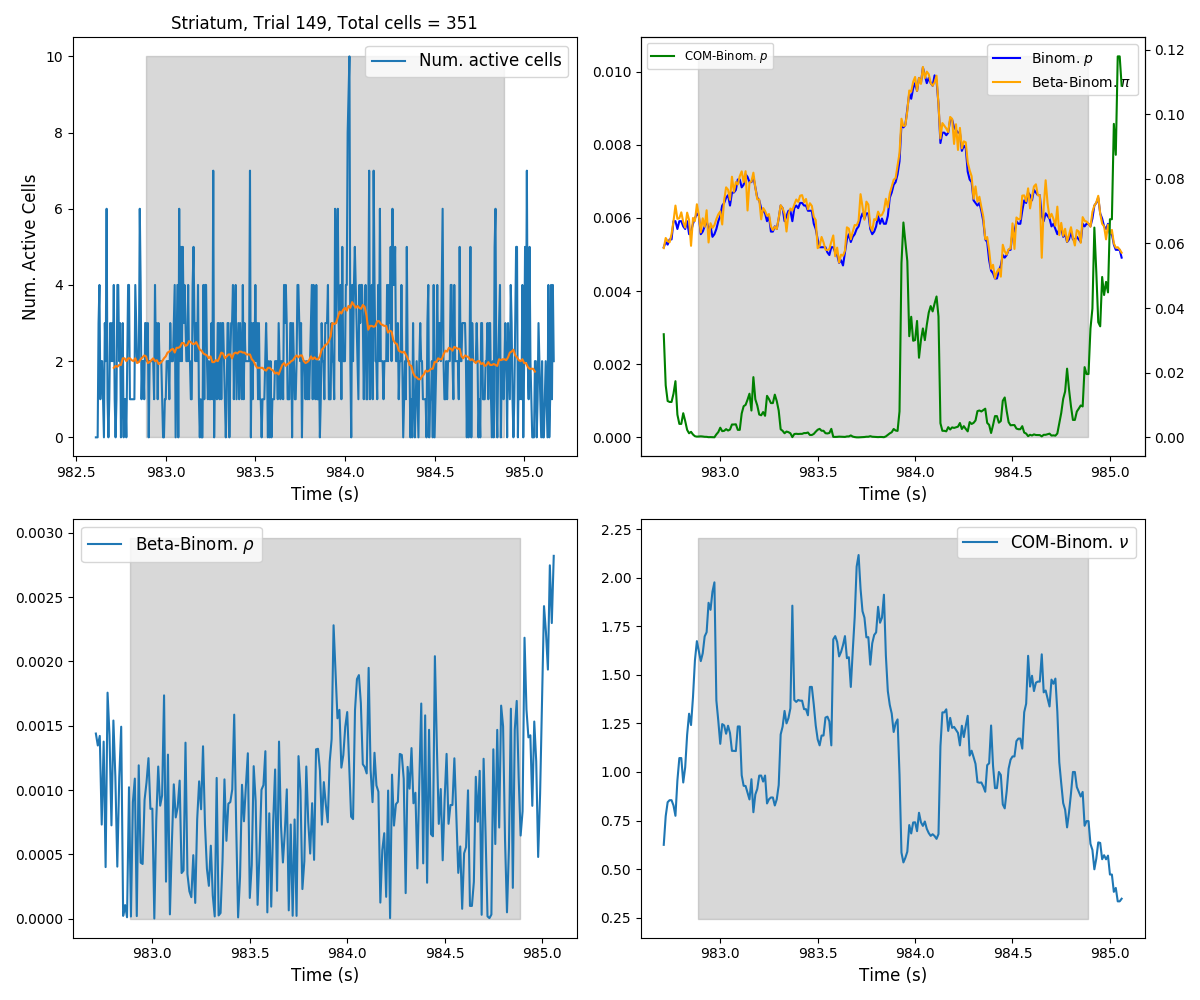 Striatum, Trial 149, Total cells = 351
Num. active cells
Num. Active Cells
10
8
6
4
2
0
982.5 983.0 983.5 984.0 984.5 985.0
Time (s)
COM-Binom. p
Binom. p
Beta-Binom. π
0.010
0.008
0.006
0.004
0.002
0.000
0.12
0.10
0.08
0.06
0.04
0.02
0.00
983.0 983.5 984.0 984.5 985.0
Time (s)
Beta-Binom. ρ
0.0030
0.0025
0.0020
0.0015
0.0010
0.0005
0.0000
983.0 983.5 984.0 984.5 985.0
Time (s)
COM-Binom. ν
2.25
2.00
1.75
1.50
1.25
1.00
0.75
0.50
0.25
983.0 983.5 984.0 984.5 985.0
Time (s)